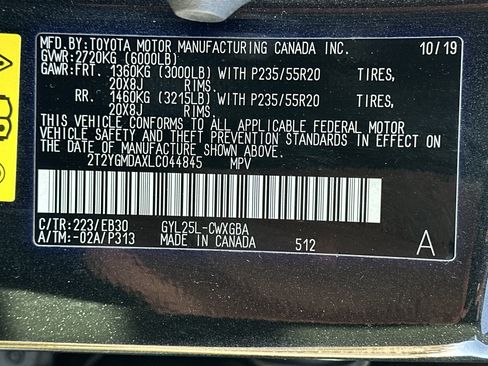 MFD. BY: TOYOTA MOTOR MANUFACTURING CANADA INC. 10/19
GVWR: 2720KG (6000LB)
GAWR: FRT. 1360KG (3000LB) WITH P235/55R20 TIRES,
20X8J RIMS.
RR. 1460KG (3215LB) WITH P235/55R20 TIRES,
20X8J RIMS.
THIS VEHICLE CONFORMS TO ALL APPLICABLE FEDERAL MOTOR
VEHICLE SAFETY AND THEFT PREVENTION STANDARDS IN EFFECT ON
THE DATE OF MANUFACTURE SHOWN ABOVE.
2T2YGMDAXLC044845 MPV
C/TR: 223/EB30 GYL25L-CWXGBA
A/TM: -02A/P313 MADE IN CANADA 512 A